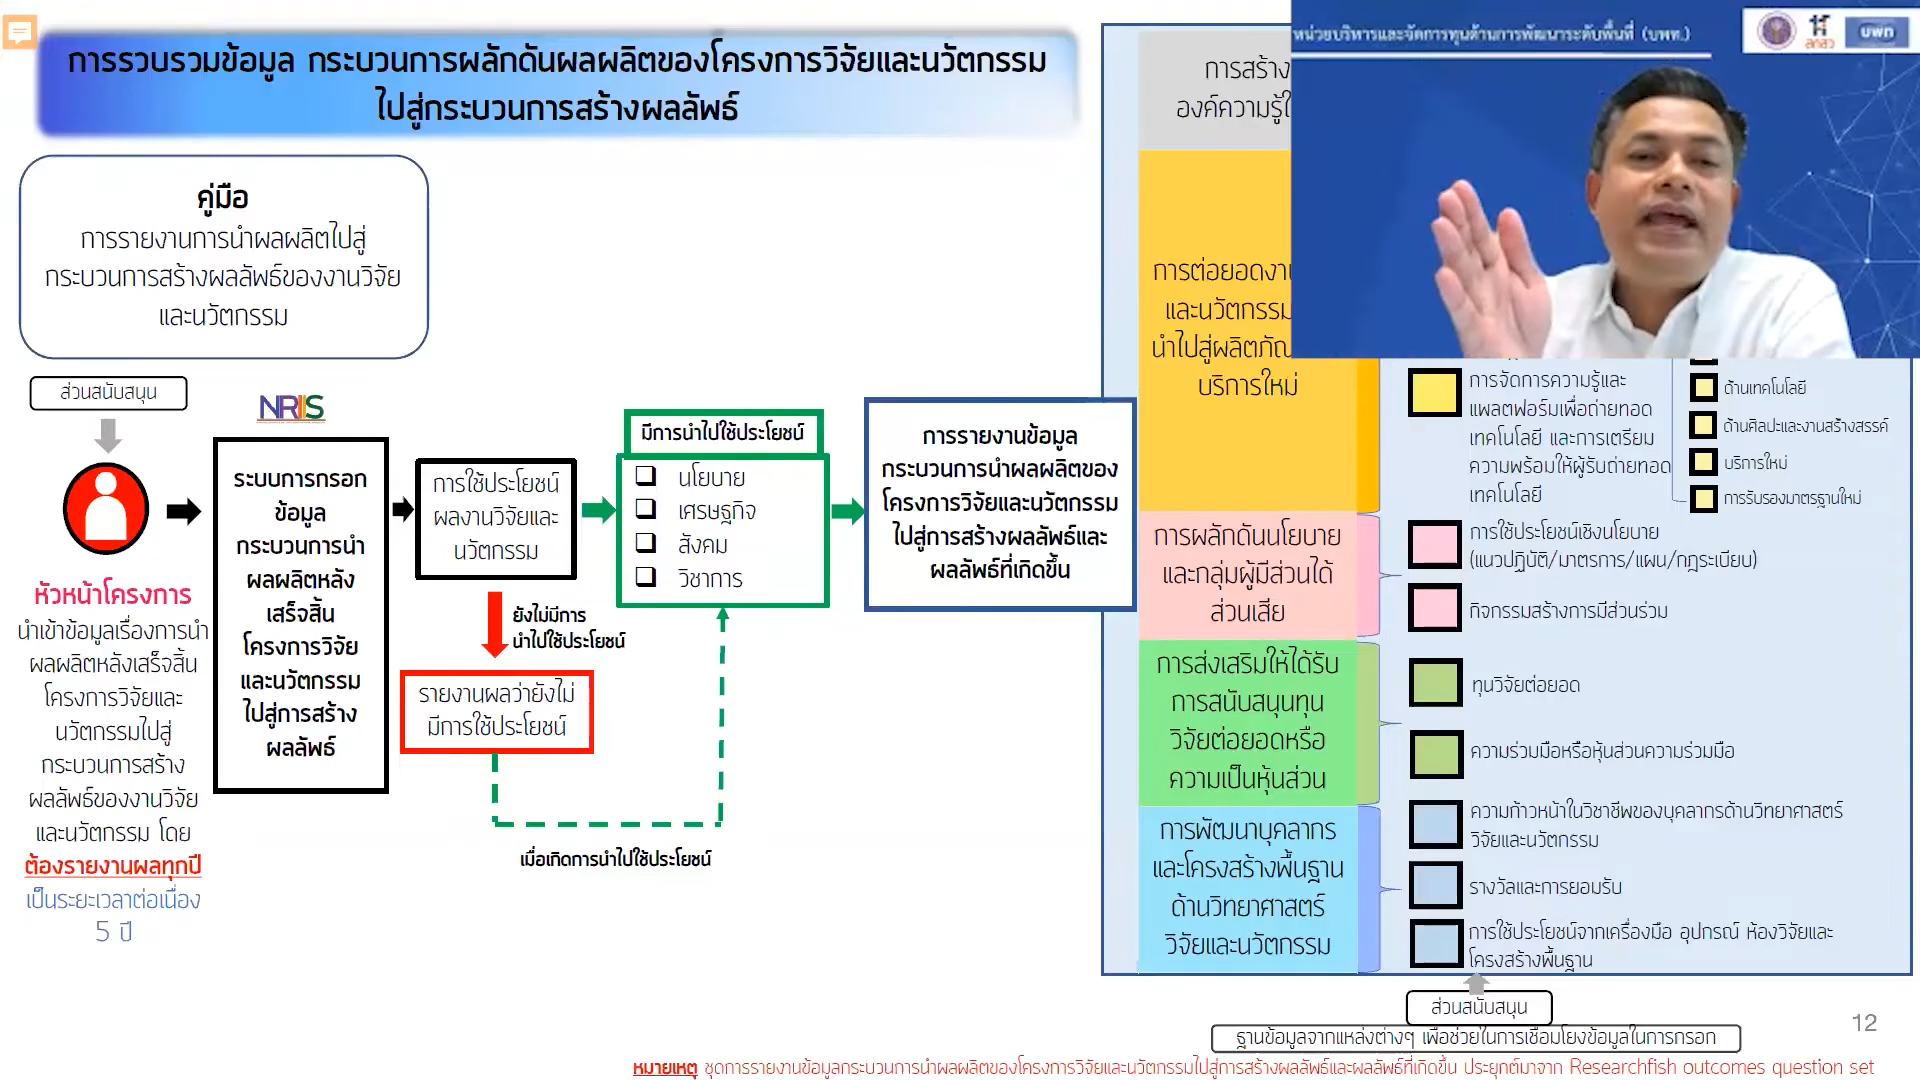 การรวบรวมข้อมูล กระบวนการผลักดันผลผลิตของโครงการวิจัยและนวัตกรรม
ไปสู่กระบวนการสร้างผลลัพธ์
คู่มือ
การรายงานการนำผลผลิตไปสู่
กระบวนการสร้างผลลัพธ์ของงานวิจัย
และนวัตกรรม
ส่วนสนับสนุน
หัวหน้าโครงการ
นำเข้าข้อมูลเรื่องการนำ
ผลผลิตหลังเสร็จสิ้น
โครงการวิจัยและ
นวัตกรรมไปสู่
กระบวนการสร้าง
ผลลัพธ์ของงานวิจัย
และนวัตกรรม โดย
ต้องรายงานผลทุกปี
เป็นระยะเวลาต่อเนื่อง
5 ปี
NRIIS
ระบบการกรอก
ข้อมูล
กระบวนการนำ
ผลผลิตหลัง
เสร็จสิ้น
โครงการวิจัย
และนวัตกรรม
ไปสู่การสร้าง
ผลลัพธ์
การใช้ประโยชน์
ผลงานวิจัยและ
นวัตกรรม
ยังไม่มีการ
นำไปใช้ประโยชน์
รายงานผลว่ายังไม่
มีการใช้ประโยชน์
เมื่อเกิดการนำไปใช้ประโยชน์
มีการนำไปใช้ประโยชน์
นโยบาย
เศรษฐกิจ
สังคม
วิชาการ
การรายงานข้อมูล
กระบวนการนำผลผลิตของ
โครงการวิจัยและนวัตกรรม
ไปสู่การสร้างผลลัพธ์และ
ผลลัพธ์ที่เกิดขึ้น
การสร้าง
องค์ความรู้ใ
การต่อยอดงาน
และนวัตกรรม
นำไปสู่ผลิตภัณ
บริการใหม่
การผลักดันนโยบาย
และกลุ่มผู้มีส่วนได้
ส่วนเสีย
การส่งเสริมให้ได้รับ
การสนับสนุนทุน
วิจัยต่อยอดหรือ
ความเป็นหุ้นส่วน
การพัฒนาบุคลากร
และโครงสร้างพื้นฐาน
ด้านวิทยาศาสตร์
วิจัยและนวัตกรรม
หน่วยบริหารและจัดการทุนด้านการพัฒนาระดับพื้นที่ (บพท.)
สกสว
บพท
การจัดการความรู้และ
แพลตฟอร์มเพื่อถ่ายทอด
เทคโนโลยี และการเตรียม
ความพร้อมให้ผู้รับถ่ายทอด
เทคโนโลยี
ด้านเทคโนโลยี
ด้านศิลปะและงานสร้างสรรค์
บริการใหม่
การรับรองมาตรฐานใหม่
การใช้ประโยชน์เชิงนโยบาย
(แนวปฏิบัติ/มาตรการ/แผน/กฎระเบียบ)
กิจกรรมสร้างการมีส่วนร่วม
ทุนวิจัยต่อยอด
ความร่วมมือหรือหุ้นส่วนความร่วมมือ
ความก้าวหน้าในวิชาชีพของบุคลากรด้านวิทยาศาสตร์
วิจัยและนวัตกรรม
รางวัลและการยอมรับ
การใช้ประโยชน์จากเครื่องมือ อุปกรณ์ ห้องวิจัยและ
โครงสร้างพื้นฐาน
ส่วนสนับสนุน
ฐานข้อมูลจากแหล่งต่างๆ เพื่อช่วยในการเชื่อมโยงข้อมูลในการกรอก
12
หมายเหตุ ชุดการรายงานข้อมูลกระบวนการนำผลผลิตของโครงการวิจัยและนวัตกรรมไปสู่การสร้างผลลัพธ์และผลลัพธ์ที่เกิดขึ้น ประยุกต์มาจาก Researchfish outcomes question set